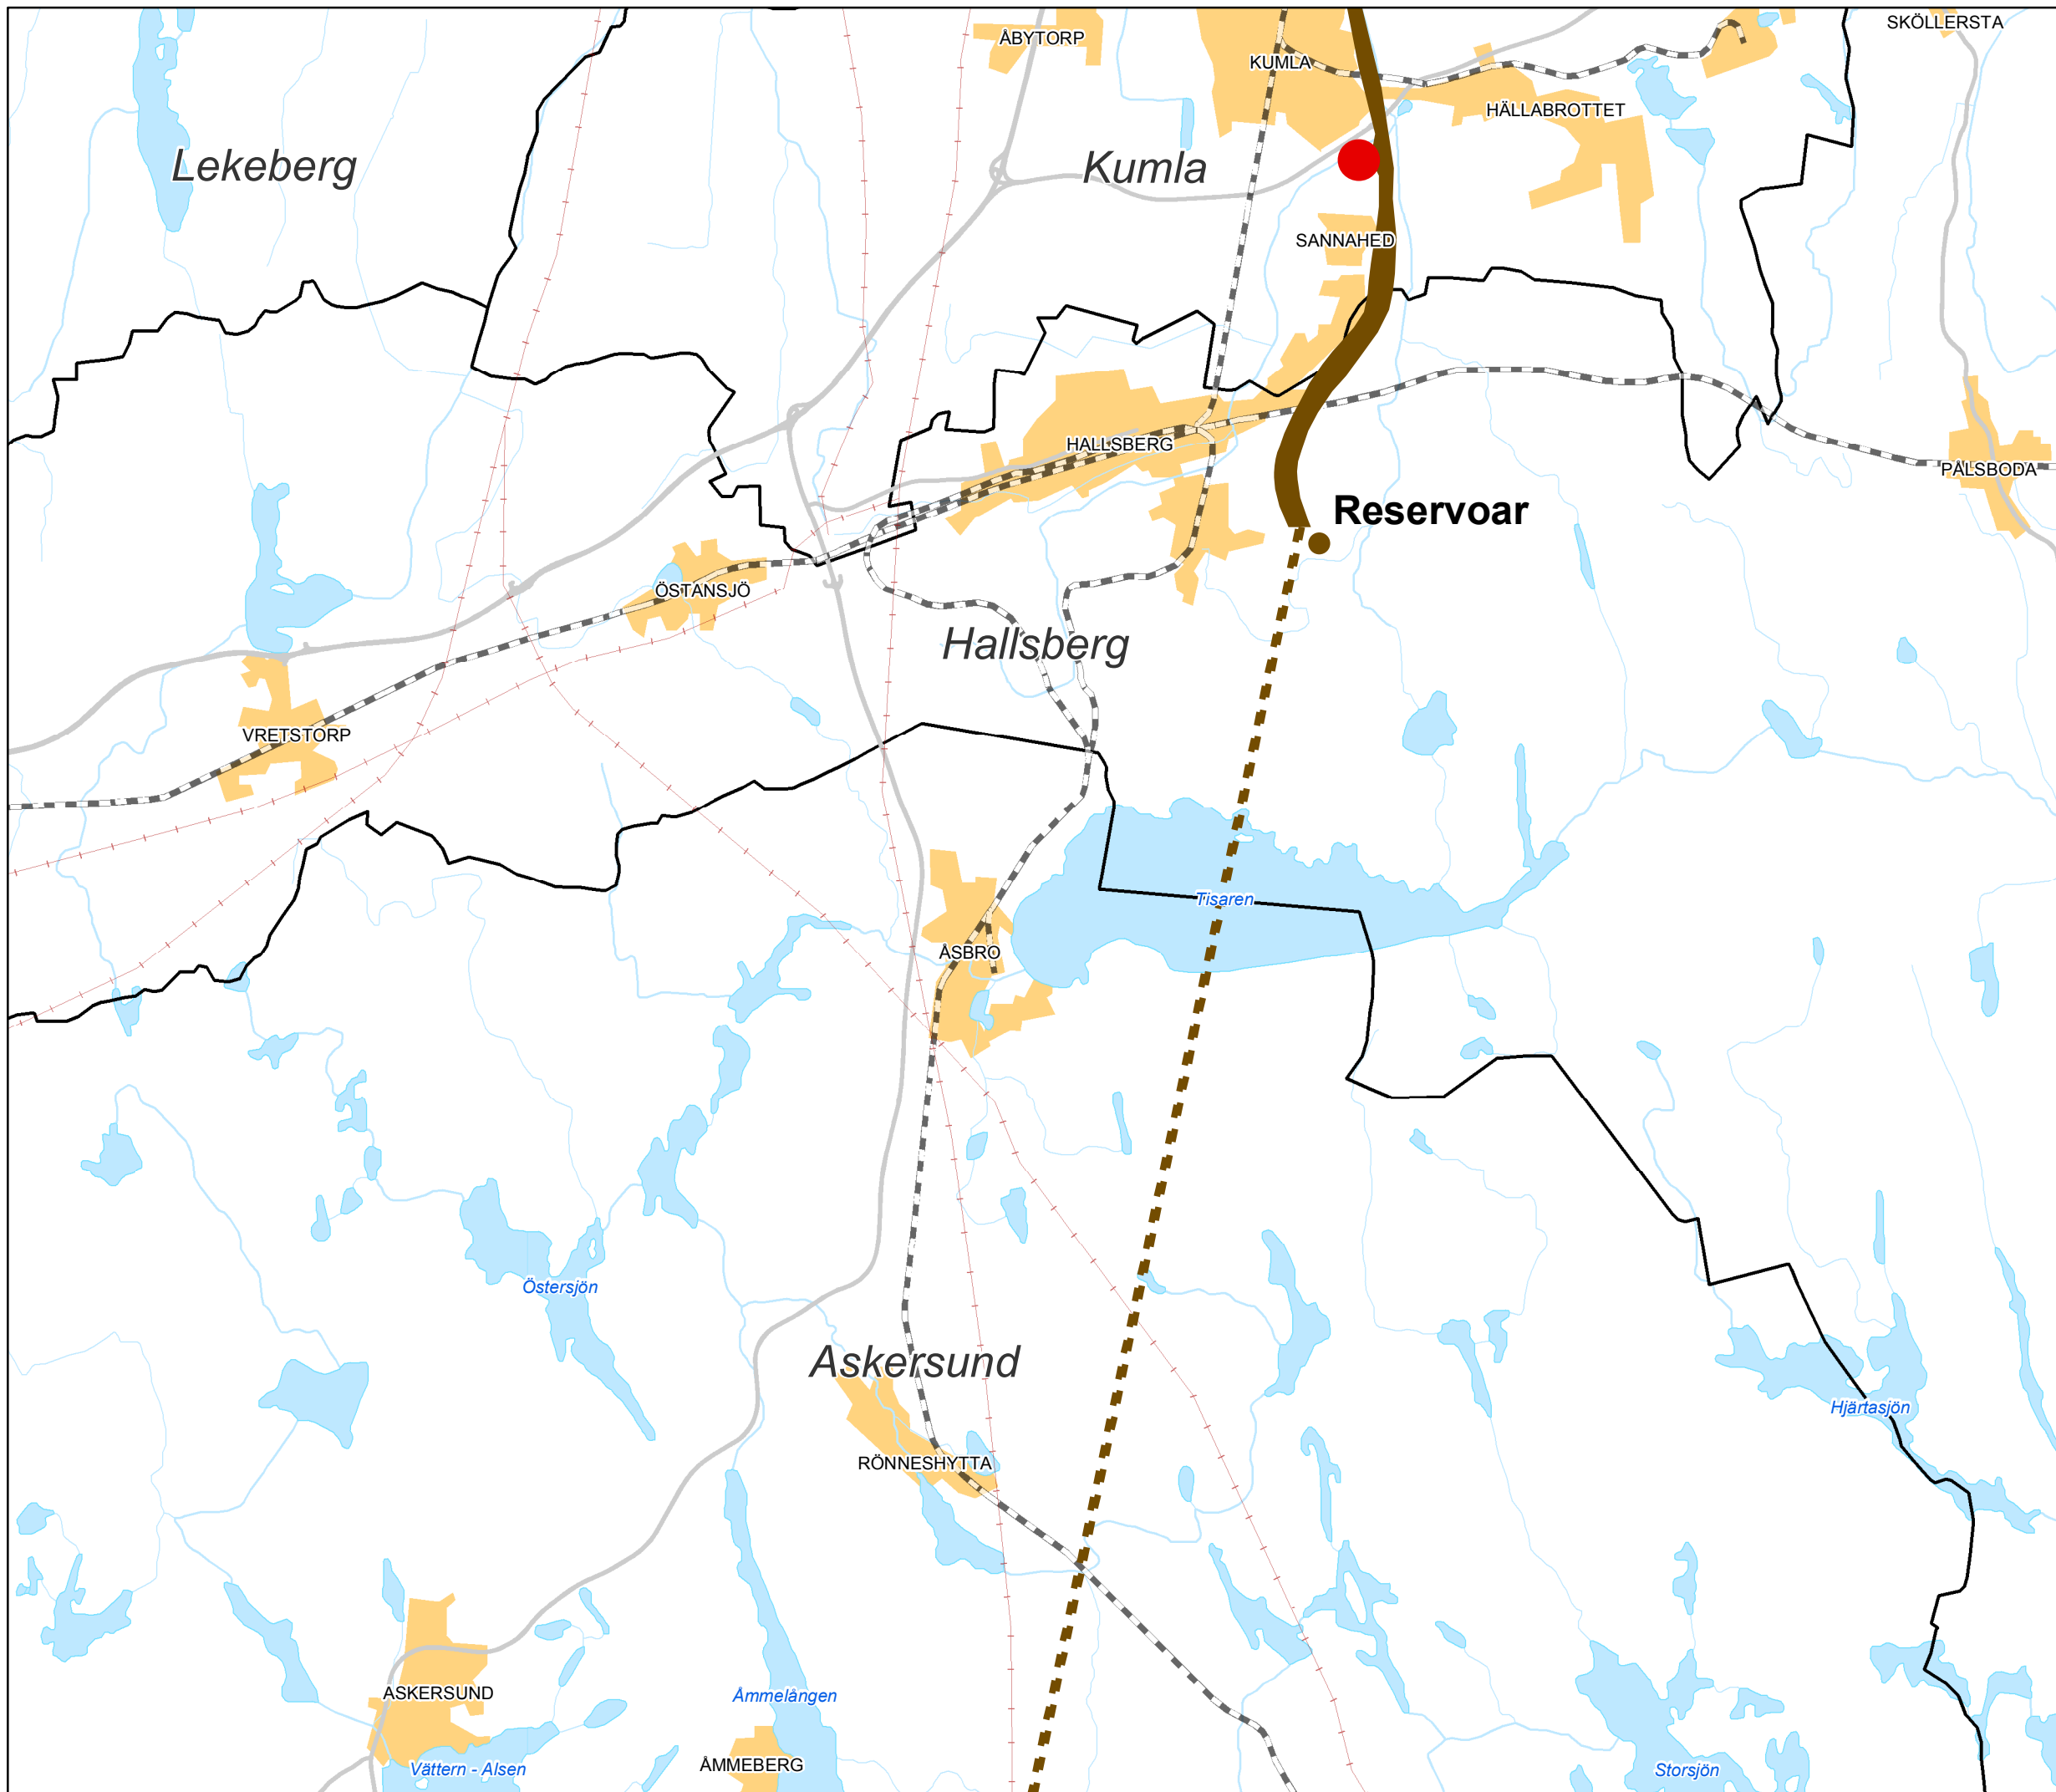 SKÖLLERSTA
ÅBYTORP
KUMLA
HÄLLABROTTET
Lekeberg
Kumla
SANNAHED
HALLSBERG
PÅLSBODA
Reservoar
ÖSTANSJÖ
Hallsberg
VRETSTORP
Tisaren
ÅSBRO
Östersjön
Askersund
Hjärtasjön
RÖNNESHYTTA
ASKERSUND
Åmmelången
ÅMMEBERG
Vättern - Alsen
Storsjön